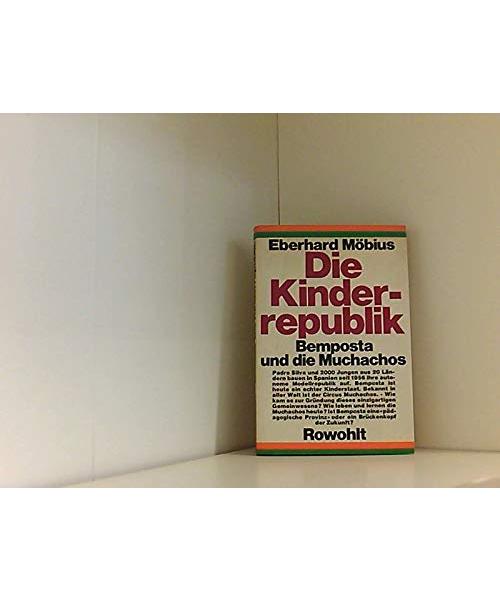 Eberhard Möbius
Die
Kinder-
republik
Bemposta
und die Muchachos
Padre Silva und 2000 Jungen aus 20 Län-
dern bauen in Spanien seit 1956 ihre auto-
nome Modellrepublik auf. Bemposta ist
heute ein echter Kinderstaat. Bekannt in
aller Welt ist der Circus Muchachos. - Wie
kam es zur Gründung dieses einzigartigen
Gemeinwesens? Wie leben und lernen die
Muchachos heute? Ist Bemposta eine »päd-
agogische Provinz« oder ein Brückenkopf
der Zukunft?
Rowohlt